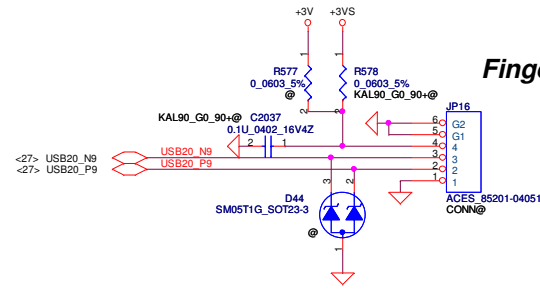 +3V
+3VS
1
1
R577
0_0603_5%
@
R578
0_0603_5%
KAL90_G0_90+@
2
2
Fing
JP16
KAL90_G0_90+@
C2037
0.1U_0402_16V4Z
2
1
6
G2
5
G1
4
4
<27> USB20_N9
USB20_N9
3
3
<27> USB20_P9
USB20_P9
2
2
1
1
3
2
D44
SM05T1G_SOT23-3
@
1
ACES_85201-04051
CONN@